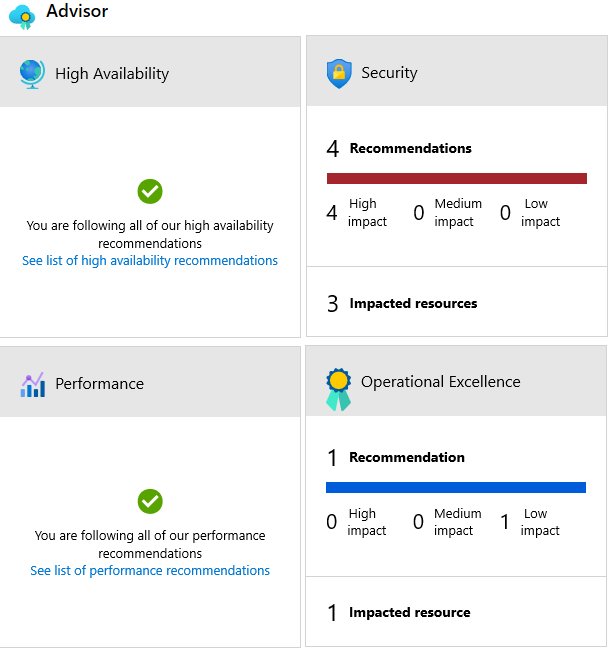 Advisor
High Availability
You are following all of our high availability
recommendations
See list of high availability recommendations
Security
4 Recommendations
4 High impact 0 Medium impact 0 Low impact
3 Impacted resources
Performance
You are following all of our performance
recommendations
See list of performance recommendations
Operational Excellence
1 Recommendation
0 High impact 0 Medium impact 1 Low impact
1 Impacted resource